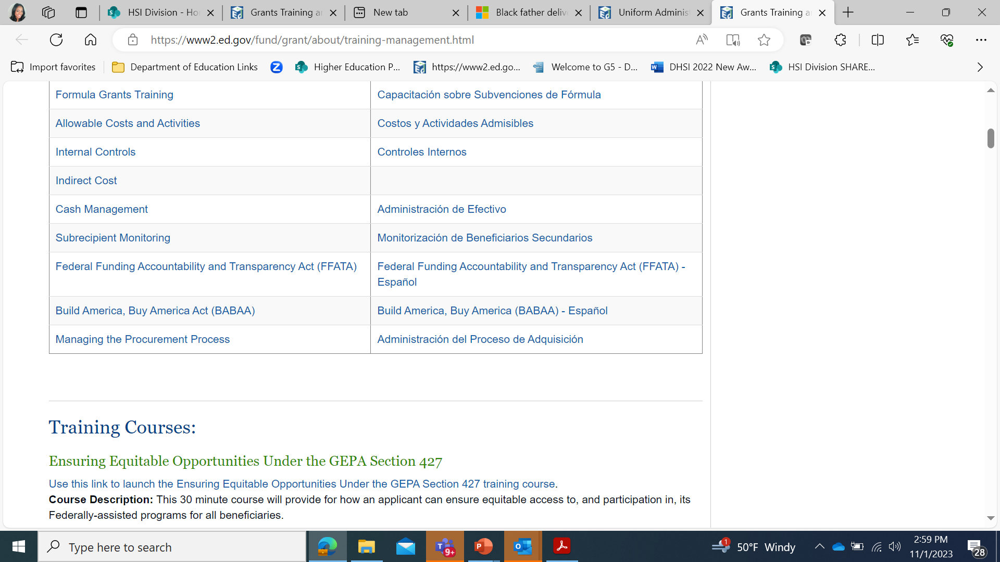 HSI Division - Ho
Grants Training a
New tab
Black father deliv
Uniform Adminis
Grants Training a
https://www2.ed.gov/fund/grant/about/training-management.html
Import favorites
Department of Education Links
Higher Education P...
https://www2.ed.go...
Welcome to G5 - D...
DHSI 2022 New Aw...
HSI Division SHARE...
Formula Grants Training
Capacitación sobre Subvenciones de Fórmula
Allowable Costs and Activities
Costos y Actividades Admisibles
Internal Controls
Controles Internos
Indirect Cost
Cash Management
Administración de Efectivo
Subrecipient Monitoring
Monitorización de Beneficiarios Secundarios
Federal Funding Accountability and Transparency Act (FFATA)
Federal Funding Accountability and Transparency Act (FFATA) -
Español
Build America, Buy America Act (BABAA)
Build America, Buy America (BABAA) - Español
Managing the Procurement Process
Administración del Proceso de Adquisición
Training Courses:
Ensuring Equitable Opportunities Under the GEPA Section 427
Use this link to launch the Ensuring Equitable Opportunities Under the GEPA Section 427 training course.
Course Description: This 30 minute course will provide for how an applicant can ensure equitable access to, and participation in, its
Federally-assisted programs for all beneficiaries.
Type here to search
9+
1
50°F Windy
2:59 PM
11/1/2023
28